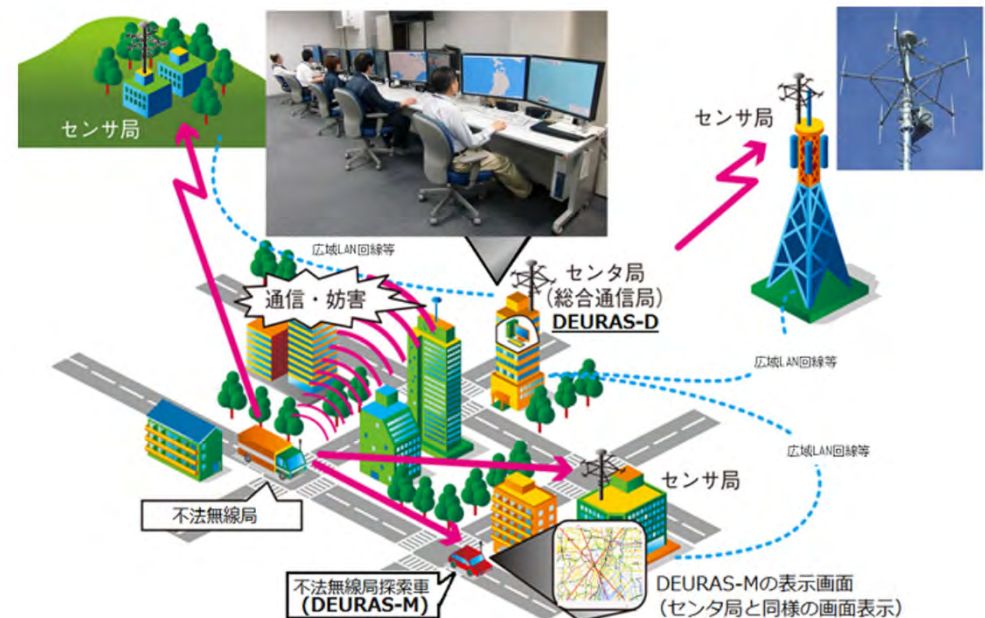 センサ局
センサ局
広域LAN回線等
通信・妨害
センタ局
(総合通信局)
DEURAS-D
広域LAN回線等
広域LAN回線等
センサ局
不法無線局
不法無線局探索車
(DEURAS-M)
DEURAS-Mの表示画面
(センタ局と同様の画面表示)